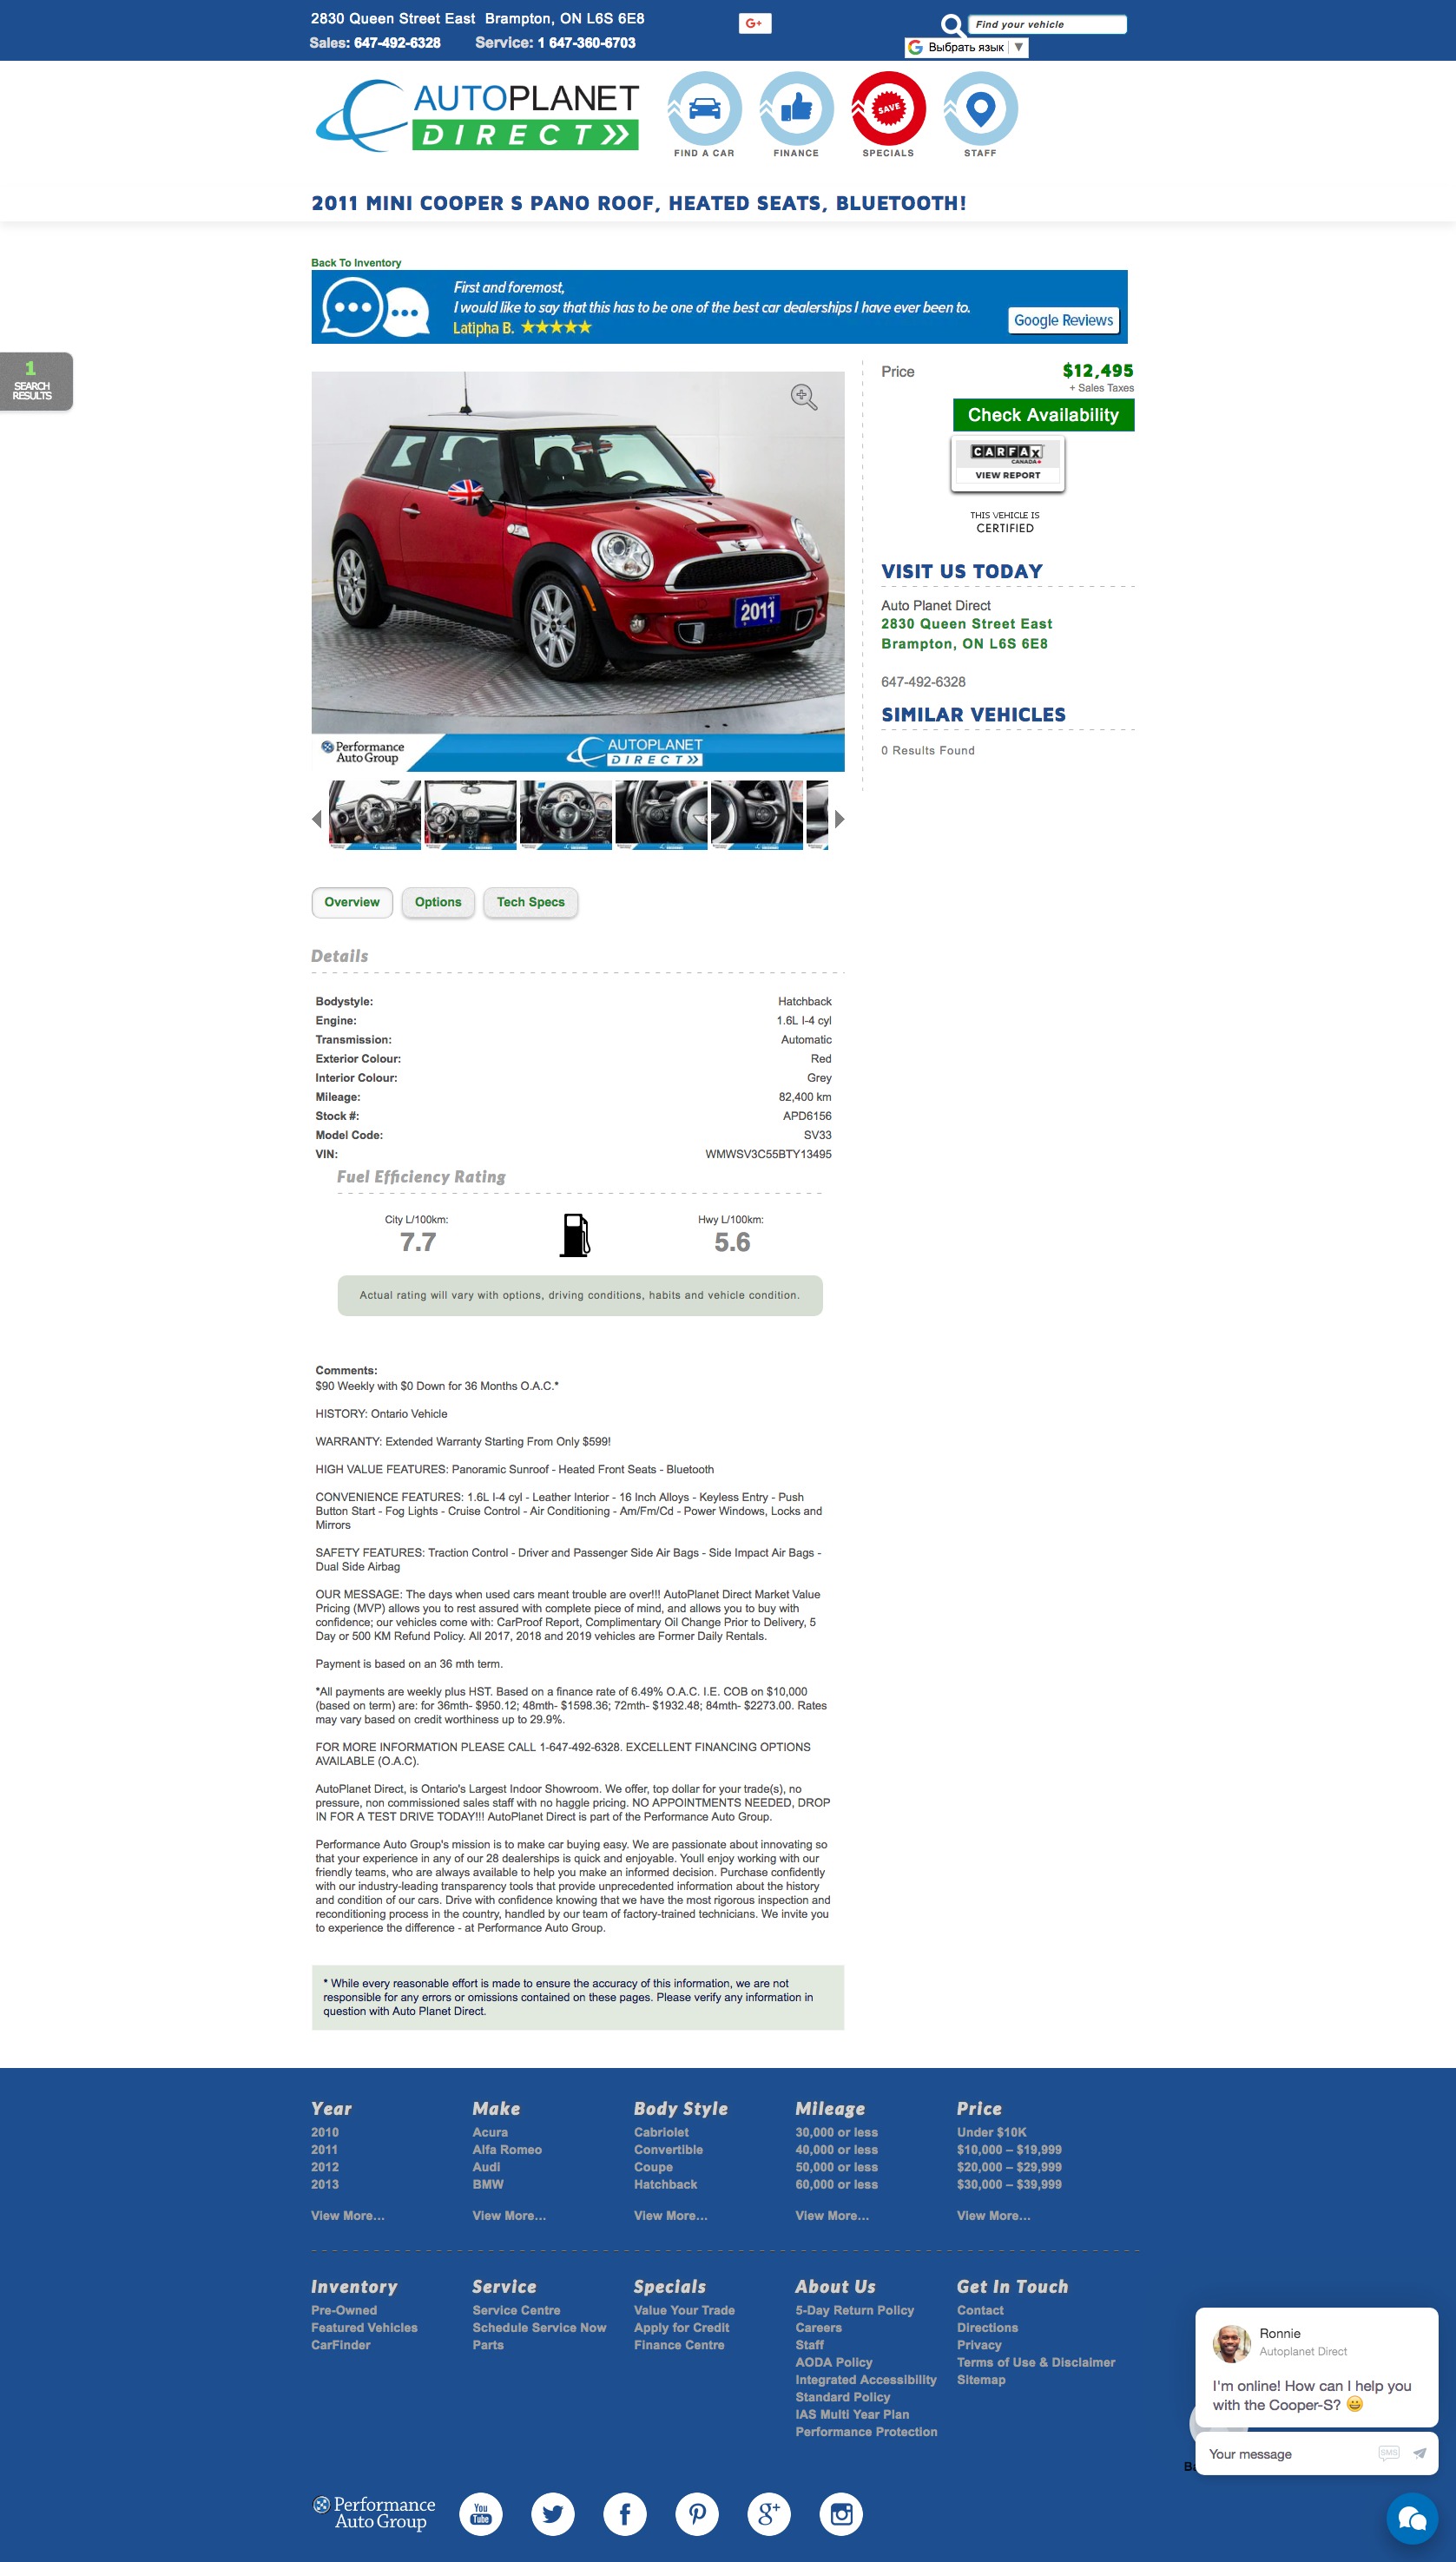 2830 Queen Street East Brampton, ON L6S 6E8
Sales: 647-492-6328 Service: 1 647-360-6703
G+
Find your vehicle
G Выбрать язык ▼
AUTOPLANET
DIRECT
SAVE
FIND A CAR FINANCE SPECIALS STAFF
2011 MINI COOPER S PANO ROOF, HEATED SEATS, BLUETOOTH!
Back To Inventory
First and foremost,
I would like to say that this has to be one of the best car dealerships I have ever been to.
Latipha B. ★★★★★
Google Reviews
1
SEARCH
RESULTS
2011
Performance
Auto Group
AUTOPLANET
DIRECT
Price $12,495
+ Sales Taxes
Check Availability
CARFAX
CANADA
VIEW REPORT
THIS VEHICLE IS
CERTIFIED
VISIT US TODAY
Auto Planet Direct
2830 Queen Street East
Brampton, ON L6S 6E8
647-492-6328
SIMILAR VEHICLES
0 Results Found
Overview Options Tech Specs
Details
Bodystyle: Hatchback
Engine: 1.6L I-4 cyl
Transmission: Automatic
Exterior Colour: Red
Interior Colour: Grey
Mileage: 82,400 km
Stock #: APD6156
Model Code: SV33
VIN: WMWSV3C55BTY13495
Fuel Efficiency Rating
City L/100km: Hwy L/100km:
7.7 5.6
Actual rating will vary with options, driving conditions, habits and vehicle condition.
Comments:
$90 Weekly with $0 Down for 36 Months O.A.C.*
HISTORY: Ontario Vehicle
WARRANTY: Extended Warranty Starting From Only $599!
HIGH VALUE FEATURES: Panoramic Sunroof - Heated Front Seats - Bluetooth
CONVENIENCE FEATURES: 1.6L I-4 cyl - Leather Interior - 16 Inch Alloys - Keyless Entry - Push
Button Start - Fog Lights - Cruise Control - Air Conditioning - Am/Fm/Cd - Power Windows, Locks and
Mirrors
SAFETY FEATURES: Traction Control - Driver and Passenger Side Air Bags - Side Impact Air Bags -
Dual Side Airbag
OUR MESSAGE: The days when used cars meant trouble are over!!! AutoPlanet Direct Market Value
Pricing (MVP) allows you to rest assured with complete piece of mind, and allows you to buy with
confidence; our vehicles come with: CarProof Report, Complimentary Oil Change Prior to Delivery, 5
Day or 500 KM Refund Policy. All 2017, 2018 and 2019 vehicles are Former Daily Rentals.
Payment is based on an 36 mth term.
*All payments are weekly plus HST. Based on a finance rate of 6.49% O.A.C. I.E. COB on $10,000
(based on term) are: for 36mth- $950.12; 48mth- $1598.36; 72mth- $1932.48; 84mth- $2273.00. Rates
may vary based on credit worthiness up to 29.9%.
FOR MORE INFORMATION PLEASE CALL 1-647-492-6328. EXCELLENT FINANCING OPTIONS
AVAILABLE (O.A.C).
AutoPlanet Direct, is Ontario's Largest Indoor Showroom. We offer, top dollar for your trade(s), no
pressure, non commissioned sales staff with no haggle pricing. NO APPOINTMENTS NEEDED, DROP
IN FOR A TEST DRIVE TODAY!!! AutoPlanet Direct is part of the Performance Auto Group.
Performance Auto Group's mission is to make car buying easy. We are passionate about innovating so
that your experience in any of our 28 dealerships is quick and enjoyable. Youll enjoy working with our
friendly teams, who are always available to help you make an informed decision. Purchase confidently
with our industry-leading transparency tools that provide unprecedented information about the history
and condition of our cars. Drive with confidence knowing that we have the most rigorous inspection and
reconditioning process in the country, handled by our team of factory-trained technicians. We invite you
to experience the difference - at Performance Auto Group.
* While every reasonable effort is made to ensure the accuracy of this information, we are not
responsible for any errors or omissions contained on these pages. Please verify any information in
question with Auto Planet Direct.
Year Make Body Style Mileage Price
2010 Acura Cabriolet 30,000 or less Under $10K
2011 Alfa Romeo Convertible 40,000 or less $10,000 – $19,999
2012 Audi Coupe 50,000 or less $20,000 – $29,999
2013 BMW Hatchback 60,000 or less $30,000 – $39,999
View More... View More... View More... View More... View More...
Inventory Service Specials About Us Get In Touch
Pre-Owned Service Centre Value Your Trade 5-Day Return Policy Contact
Featured Vehicles Schedule Service Now Apply for Credit Careers Directions
CarFinder Parts Finance Centre Staff Privacy
AODA Policy Terms of Use & Disclaimer
Integrated Accessibility Sitemap
Standard Policy
IAS Multi Year Plan
Performance Protection
Ronnie
Autoplanet Direct
I'm online! How can I help you
with the Cooper-S? 😀
Your message SMS
Performance
Auto Group
You
Tube
g+